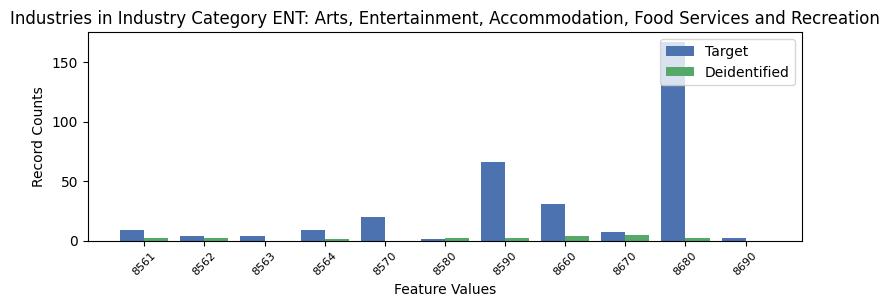 Industries in Industry Category ENT: Arts, Entertainment, Accommodation, Food Services and Recreation
Target
Deidentified
Record Counts
150
100
50
0
8561 8562 8563 8564 8570 8580 8590 8660 8670 8680 8690
Feature Values